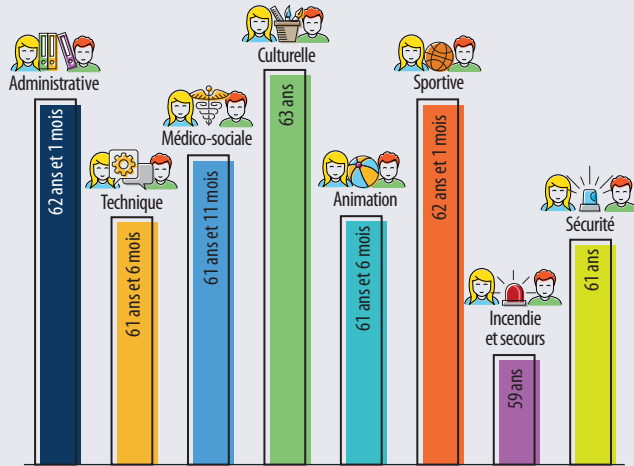 Administrative
62 ans et 1 mois
Technique
61 ans et 6 mois
Médico-sociale
61 ans et 11 mois
Culturelle
63 ans
Animation
61 ans et 6 mois
Sportive
62 ans et 1 mois
Incendie
et secours
59 ans
Sécurité
61 ans